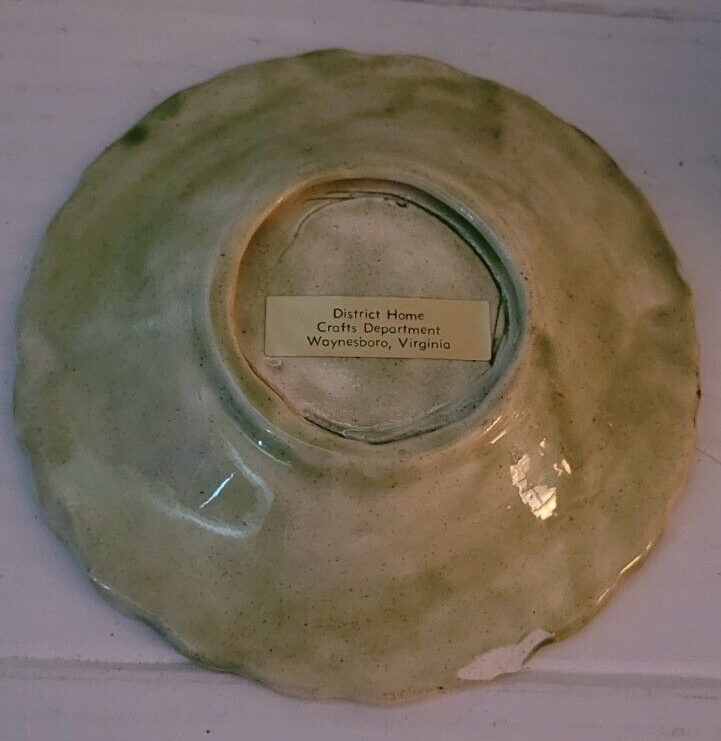 District Home
Crafts Department
Waynesboro, Virginia